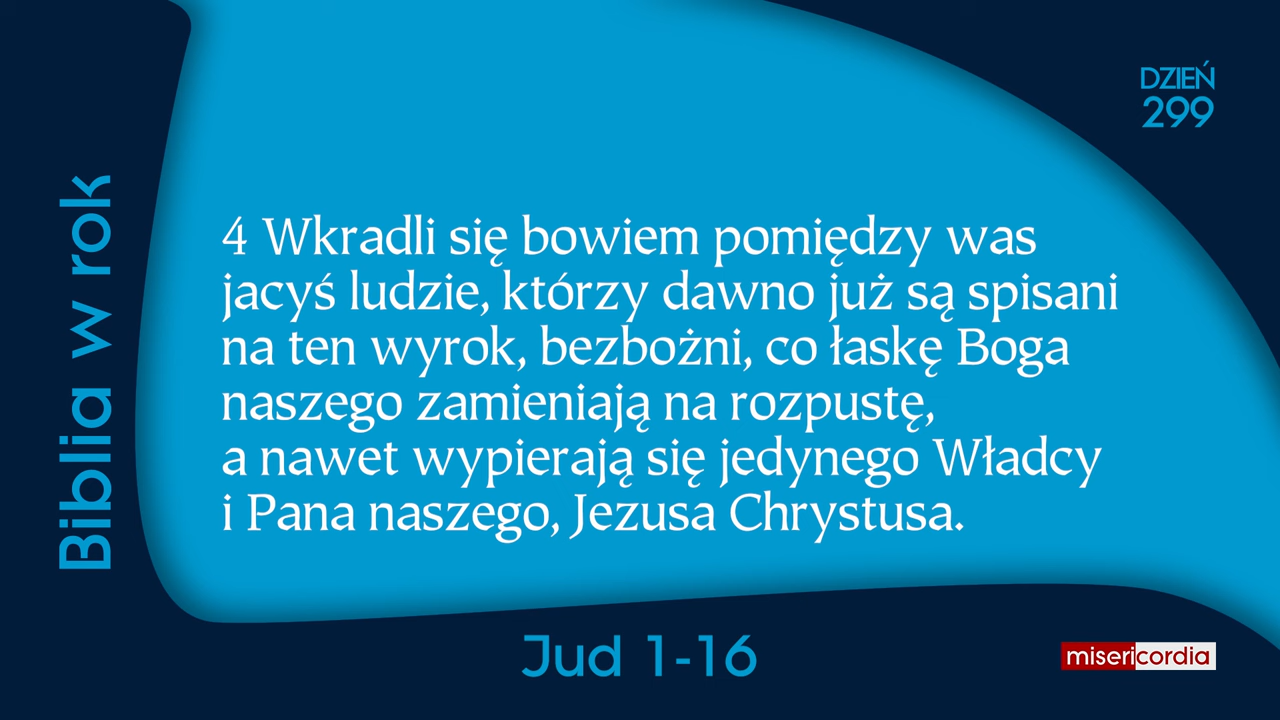 DZIEŃ
299
Biblia w rok
4 Wkradli się bowiem pomiędzy was
jacyś ludzie, którzy dawno już są spisani
na ten wyrok, bezbożni, co łaskę Boga
naszego zamieniają na rozpustę,
a nawet wypierają się jedynego Władcy
i Pana naszego, Jezusa Chrystusa.
Jud 1-16
misericordia